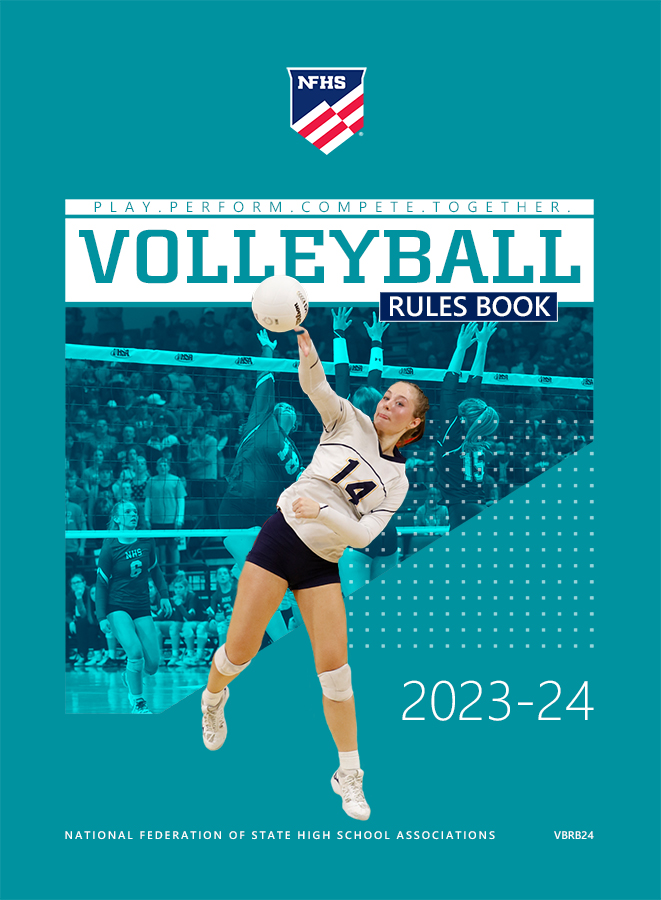 NFHS
PLAY.PERFORM.COMPETE.TOGETHER.
VOLLEYBALL
RULES BOOK
14
15
NHS
6
2023-24
NATIONAL FEDERATION OF STATE HIGH SCHOOL ASSOCIATIONS VBRB24